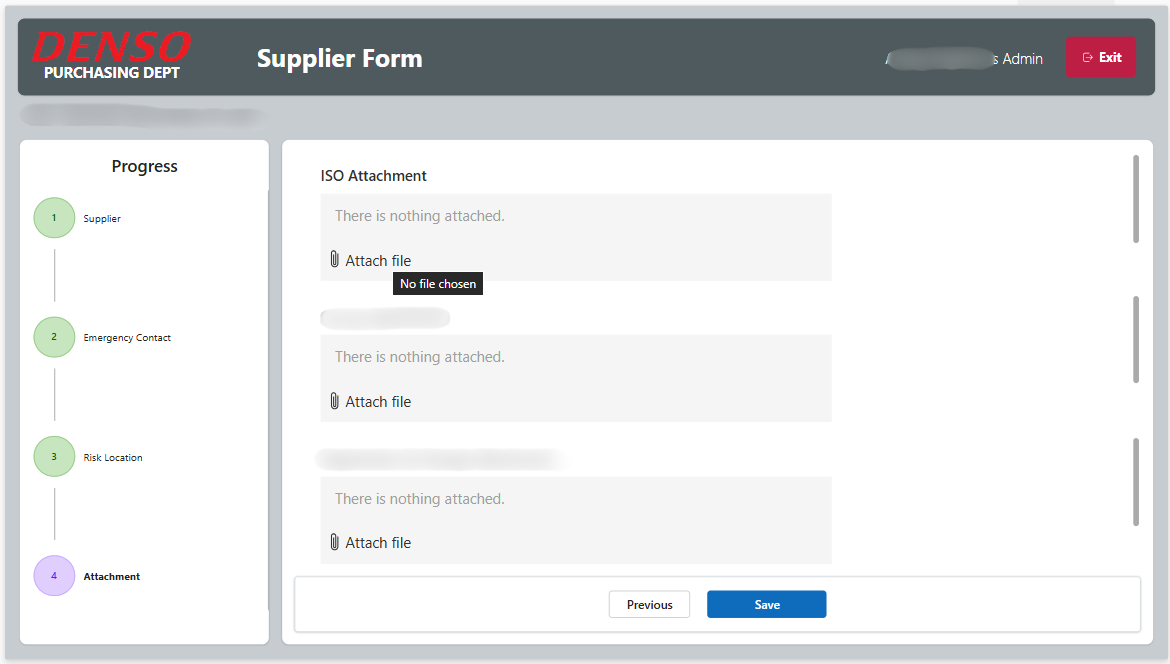 DENSO
PURCHASING DEPT
Supplier Form
Admin
Exit
Progress
1
Supplier
2
Emergency Contact
3
Risk Location
4
Attachment
ISO Attachment
There is nothing attached.
Attach file
No file chosen
There is nothing attached.
Attach file
There is nothing attached.
Attach file
Previous
Save